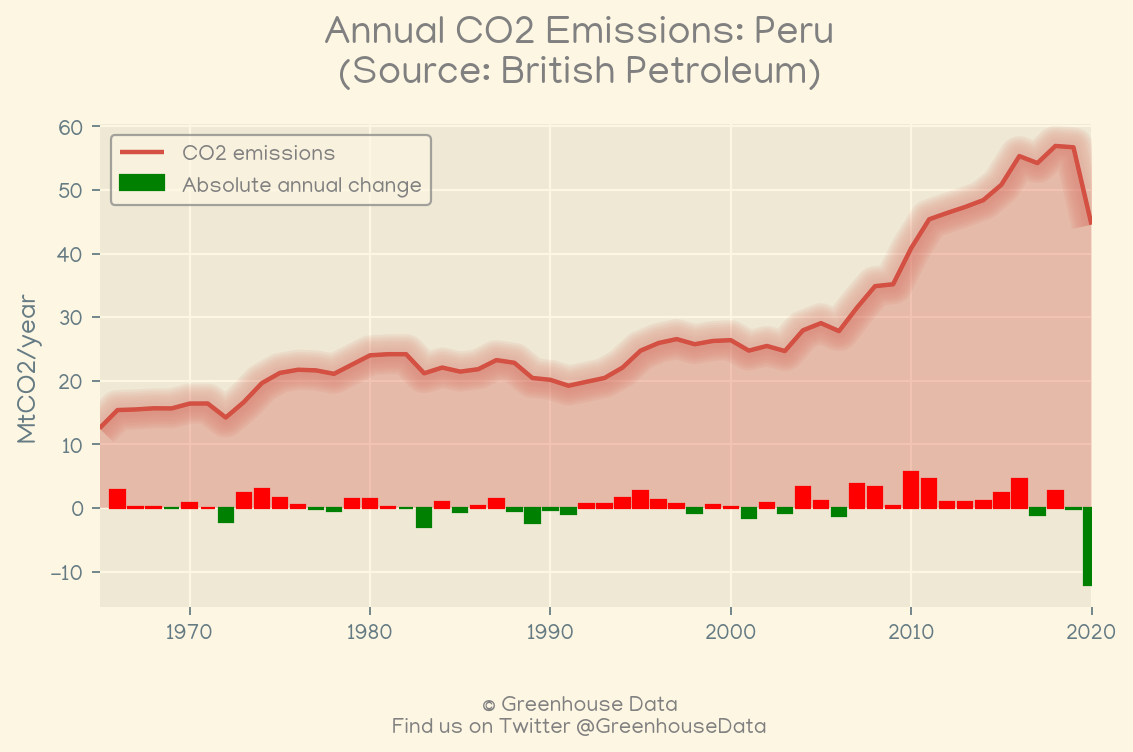 Annual CO2 Emissions: Peru
(Source: British Petroleum)
60
50
40
30
20
10
0
−10
MtCO2/year
CO2 emissions
Absolute annual change
1970
1980
1990
2000
2010
2020
© Greenhouse Data
Find us on Twitter @GreenhouseData